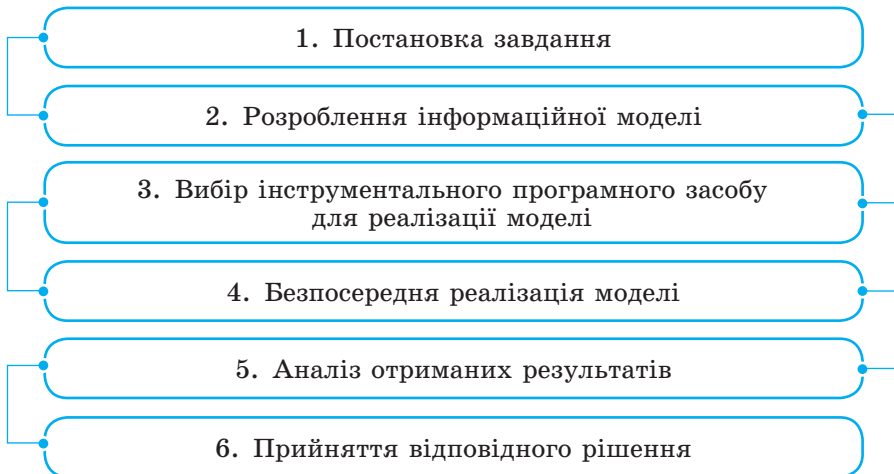 1. Постановка завдання
2. Розроблення інформаційної моделі
3. Вибір інструментального програмного засобу
для реалізації моделі
4. Безпосередня реалізація моделі
5. Аналіз отриманих результатів
6. Прийняття відповідного рішення